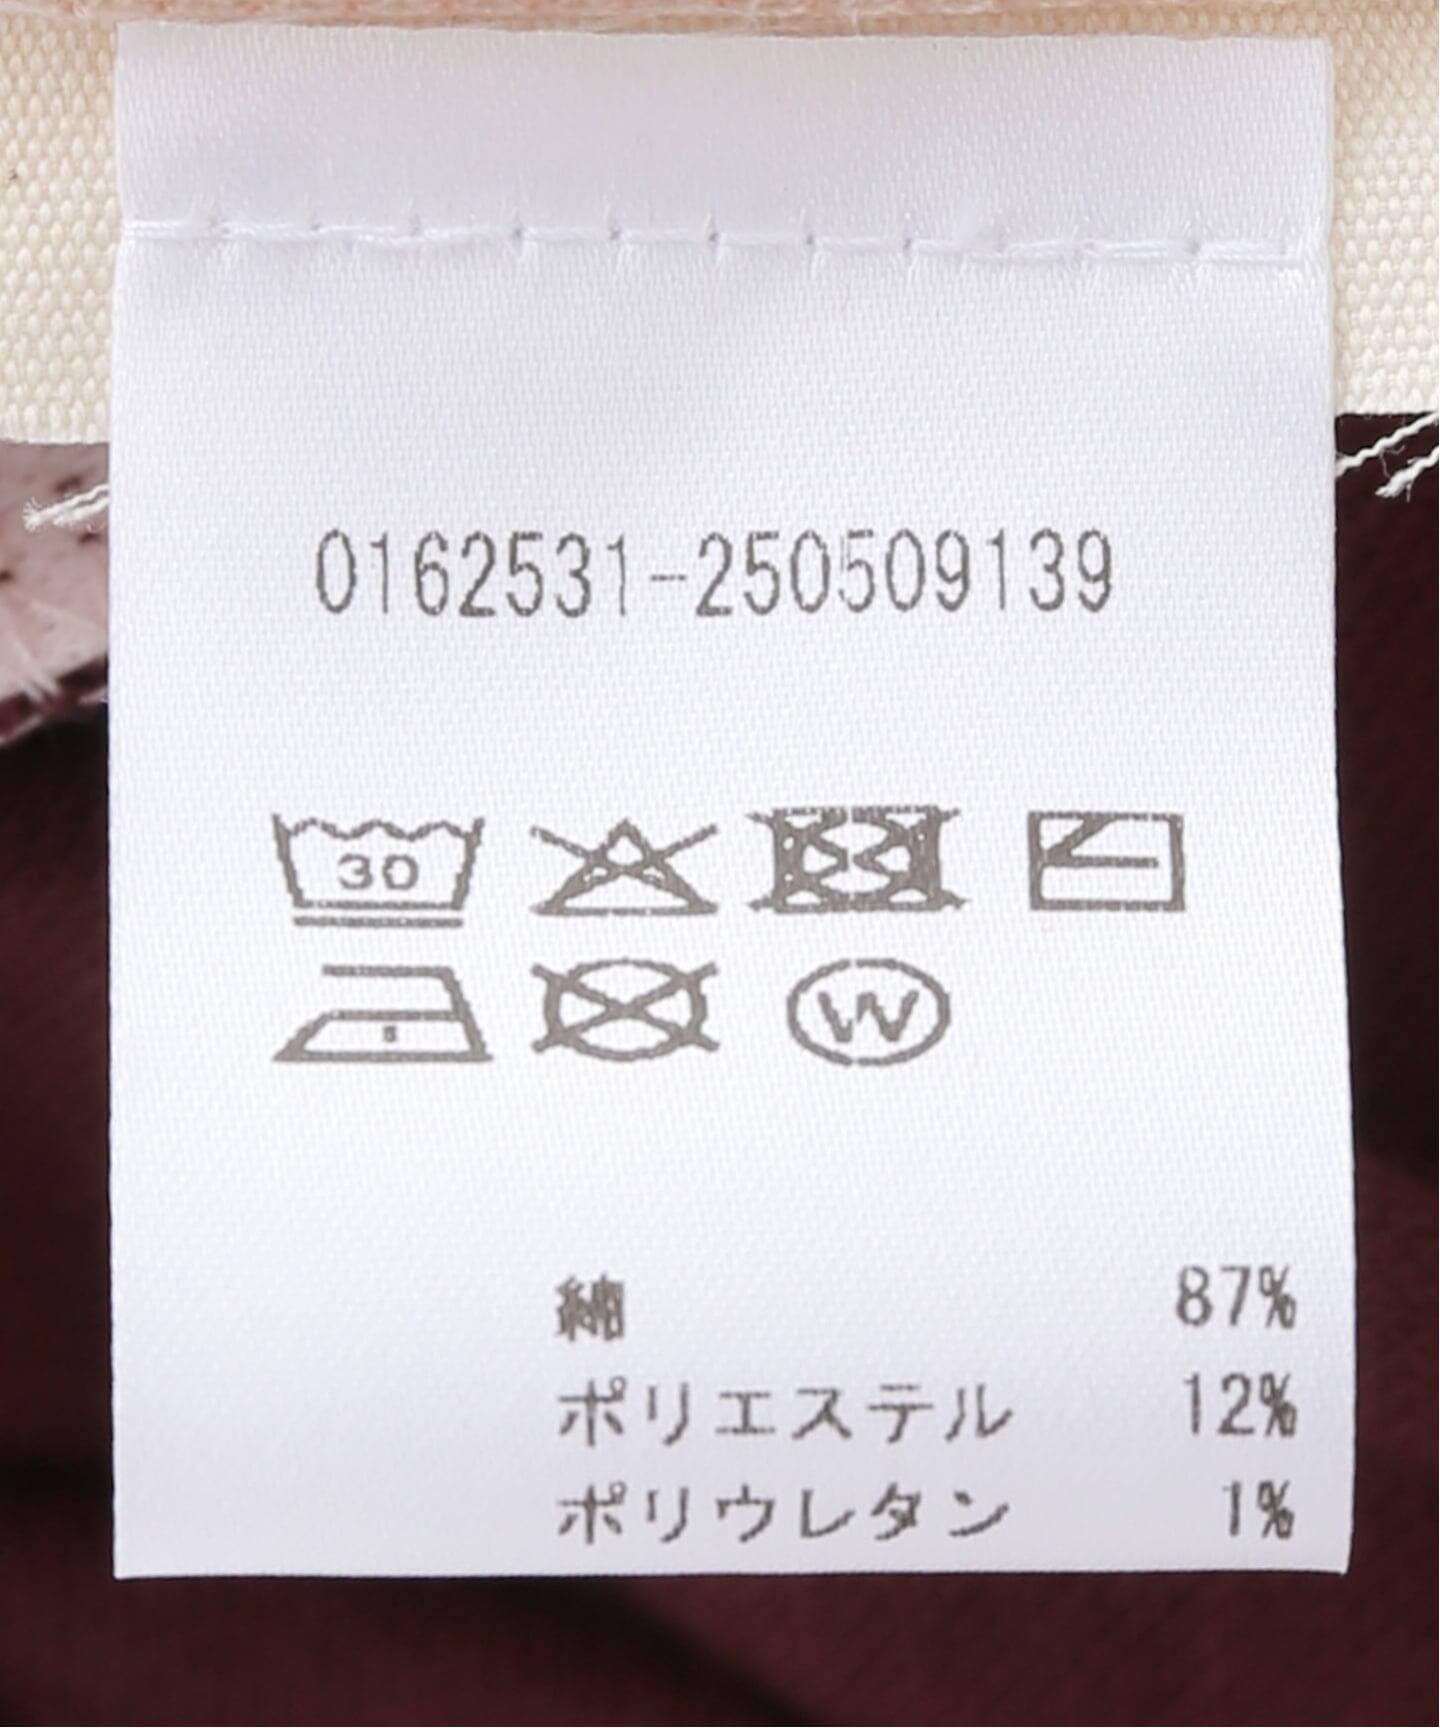 0162531-250509139
30
W
綿 87%
ポリエステル 12%
ポリウレタン 1%